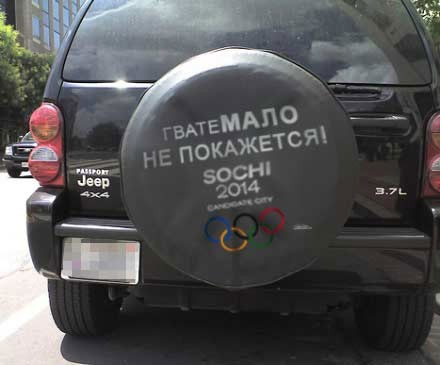 ГВАТЕМАЛО
НЕ ПОКАЖЕТСЯ!
SOCHI
2014
CANDIDATE CITY
PASSPORT
Jeep
4x4
3.7L